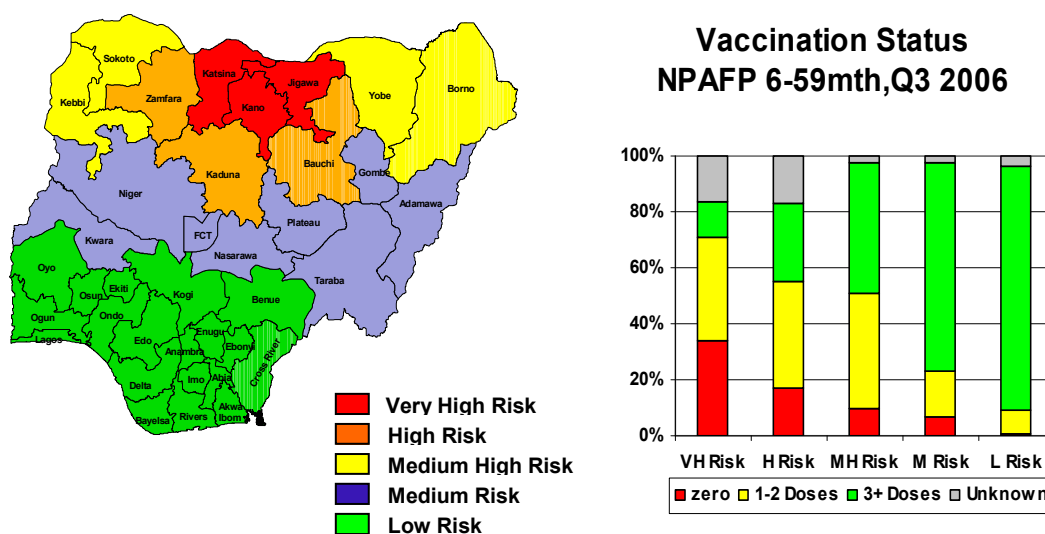 Vaccination Status
NPAFP 6-59mth,Q3 2006
Sokoto
Katsina
Jigawa
Borno
Yobe
Kebbi
Zamfara
Kano
Bauchi
Kaduna
Gombe
Niger
Adamawa
Plateau
FCT
Kwara
Nasarawa
Taraba
Oyo
Ekiti
Kogi
Benue
Osun
Ogun
Ondo
Enugu
Lagos
Edo
Ebonyi
Anambra
Cross River
Imo
Abia
Delta
Akwa
Ibom
Rivers
Bayelsa
Very High Risk
High Risk
Medium High Risk
Medium Risk
Low Risk
100%
80%
60%
40%
20%
0%
VH Risk H Risk MH Risk M Risk L Risk
zero 1-2 Doses 3+ Doses Unknown